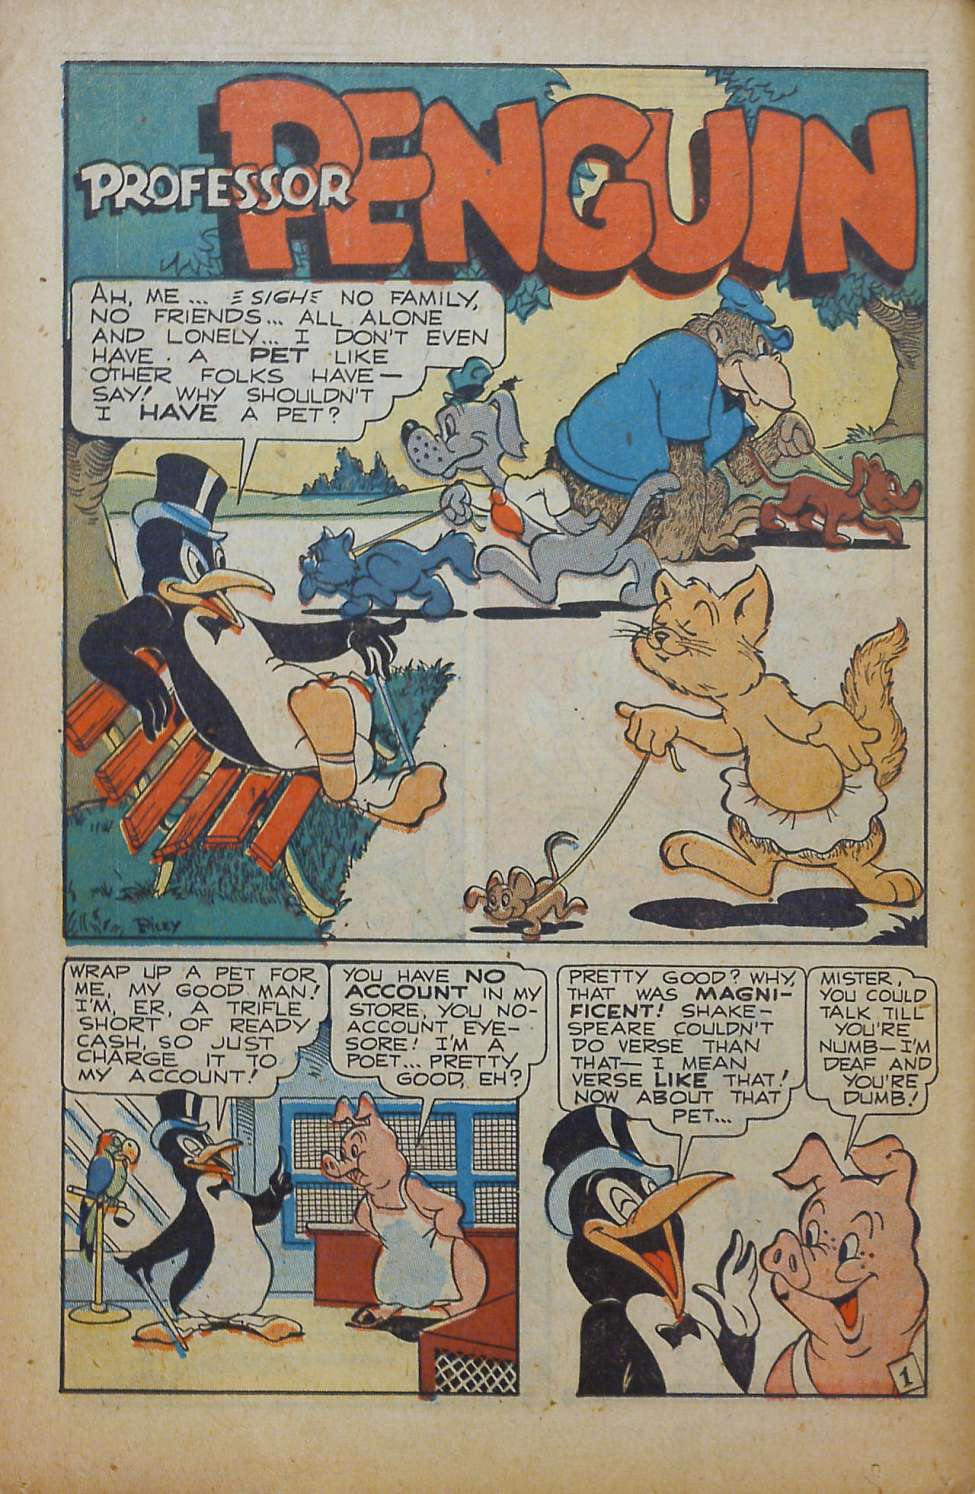 PROFESSOR PENGUIN
AH, ME... SIGH NO FAMILY,
NO FRIENDS... ALL ALONE
AND LONELY... I DON'T EVEN
HAVE A PET LIKE
OTHER FOLKS HAVE—
SAY! WHY SHOULDN'T
I HAVE A PET?
WRAP UP A PET FOR
ME, MY GOOD MAN!
I'M, ER, A TRIFLE
SHORT OF READY
CASH, SO JUST
CHARGE IT TO
MY ACCOUNT!
YOU HAVE NO
ACCOUNT IN MY
STORE, YOU NO-
ACCOUNT, EYE-
SORE! I'M A
POET... PRETTY
GOOD, EH?
PRETTY GOOD? WHY,
THAT WAS MAGNI-
FICENT! SHAKE-
SPEARE COULDN'T
DO VERSE THAN
THAT— I MEAN
VERSE LIKE THAT!
NOW ABOUT THAT
PET...
MISTER,
YOU COULD
TALK TILL
YOU'RE
NUMB—I'M
DEAF AND
YOU'RE
DUMB!
1